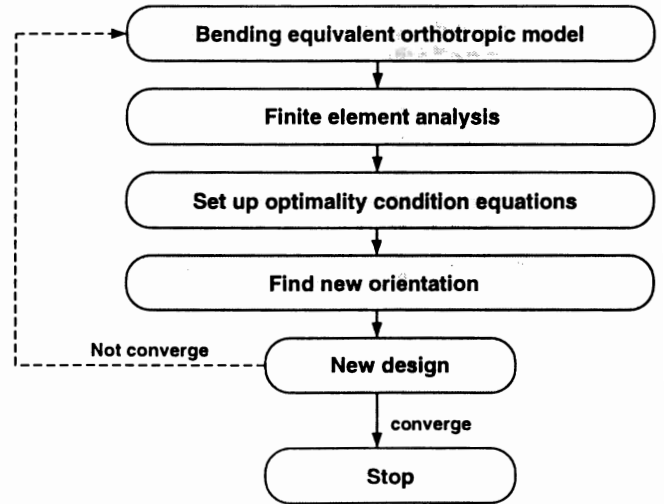 Bending equivalent orthotropic model
Finite element analysis
Set up optimality condition equations
Find new orientation
Not converge
New design
converge
Stop